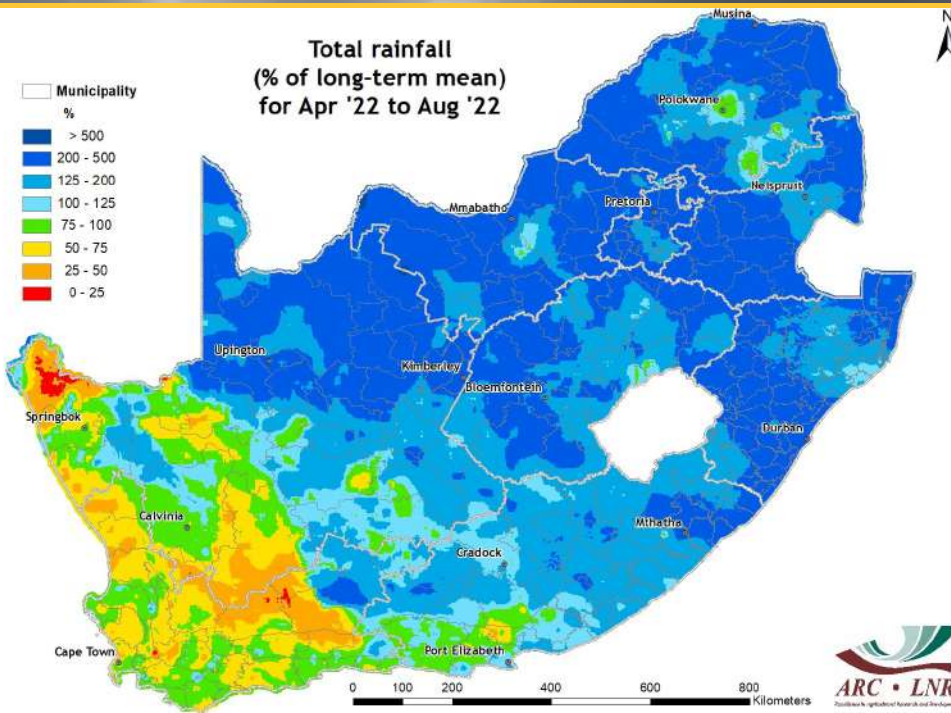 Total rainfall
(% of long-term mean)
for Apr '22 to Aug '22
N
Municipality
%
> 500
200 - 500
125 - 200
100 - 125
75 - 100
50 - 75
25 - 50
0 - 25
Musina
Polokwane
Nelspruit
Pretoria
Mmabatho
Upington
Kimberley
Bloemfontein
Springbok
Durban
Calvinia
Mthatha
Cradock
Cape Town
Port Elizabeth
0 100 200 400 600 800
Kilometers
ARC • LNR